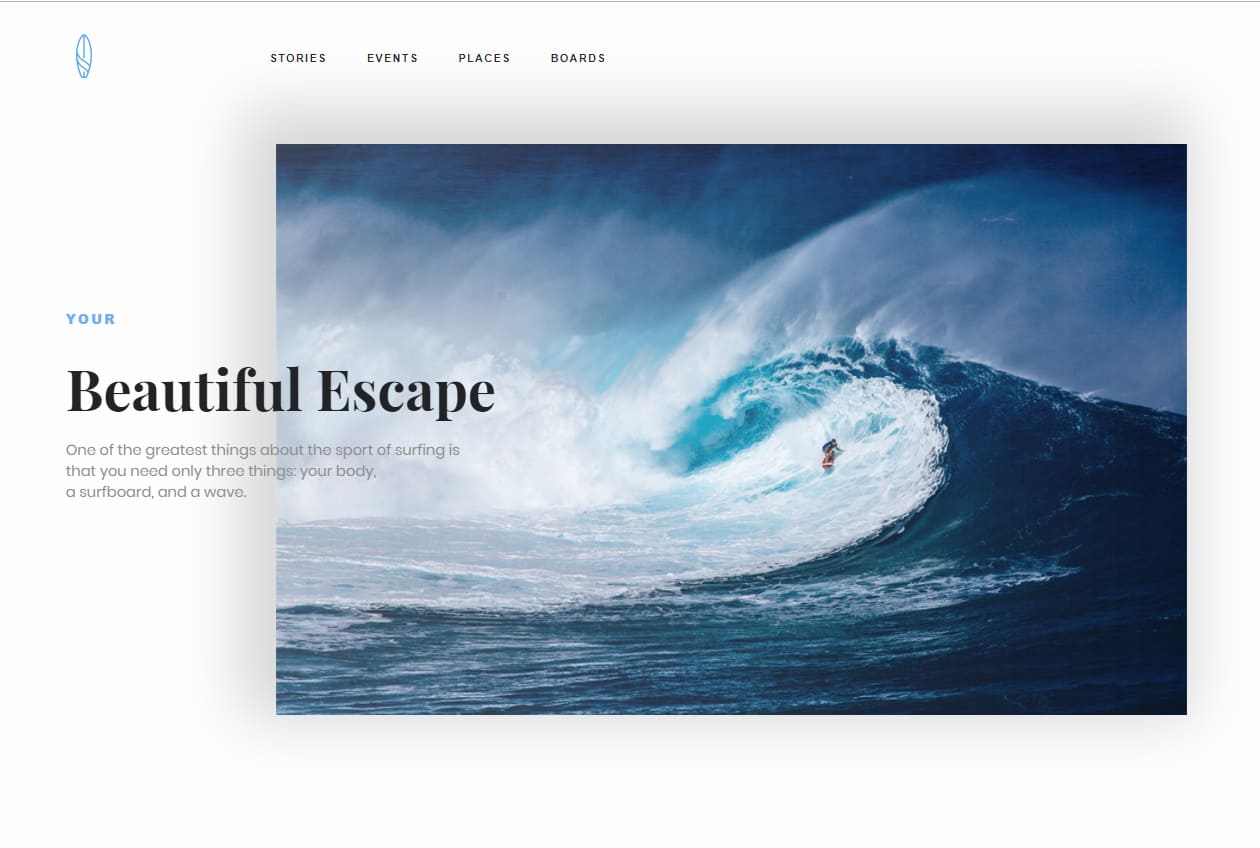 STORIES EVENTS PLACES BOARDS
YOUR
Beautiful Escape
One of the greatest things about the sport of surfing is
that you need only three things: your body,
a surfboard, and a wave.